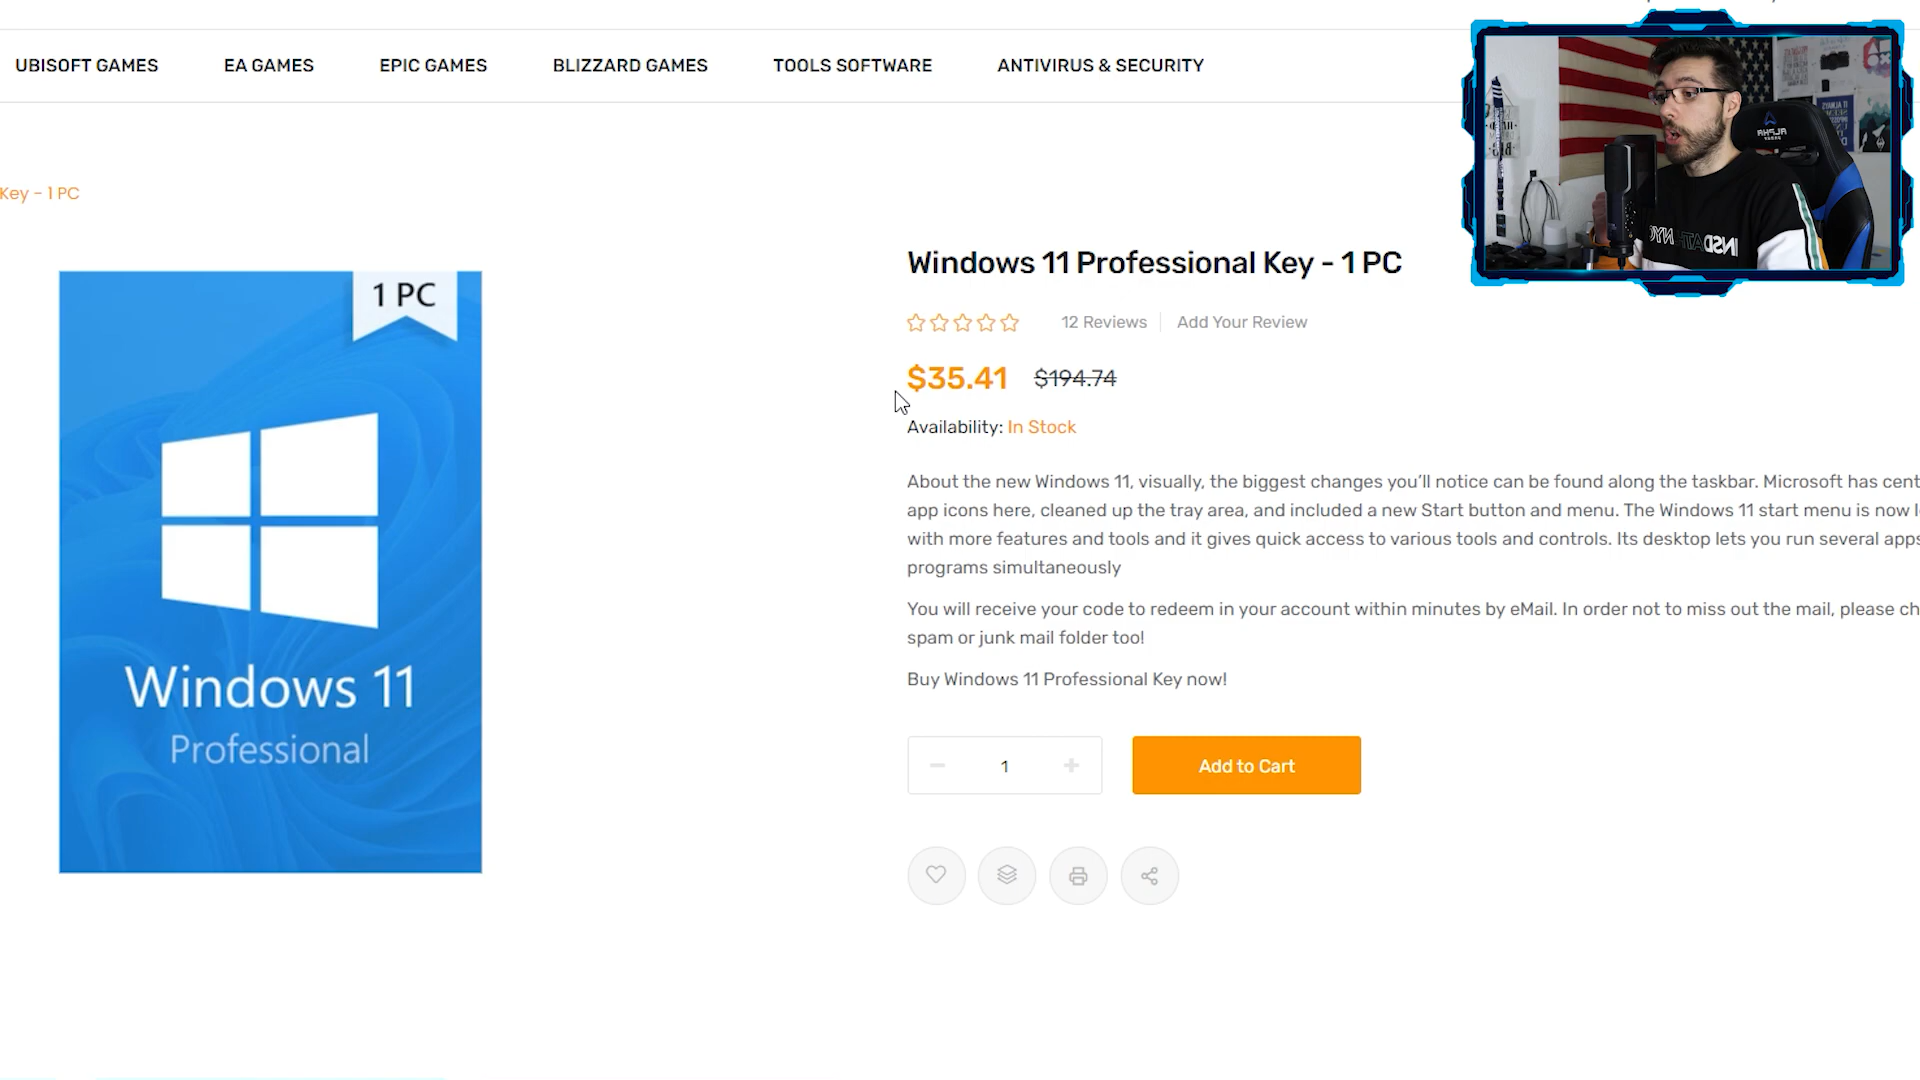 UBISOFT GAMES EA GAMES EPIC GAMES BLIZZARD GAMES TOOLS SOFTWARE ANTIVIRUS & SECURITY
Key - 1 PC
1 PC
Windows 11
Professional
Windows 11 Professional Key - 1 PC
12 Reviews Add Your Review
$35.41 $194.74
Availability: In Stock
About the new Windows 11, visually, the biggest changes you'll notice can be found along the taskbar. Microsoft has cent
app icons here, cleaned up the tray area, and included a new Start button and menu. The Windows 11 start menu is now l
with more features and tools and it gives quick access to various tools and controls. Its desktop lets you run several apps
programs simultaneously
You will receive your code to redeem in your account within minutes by eMail. In order not to miss out the mail, please ch
spam or junk mail folder too!
Buy Windows 11 Professional Key now!
1
Add to Cart
ALPHA